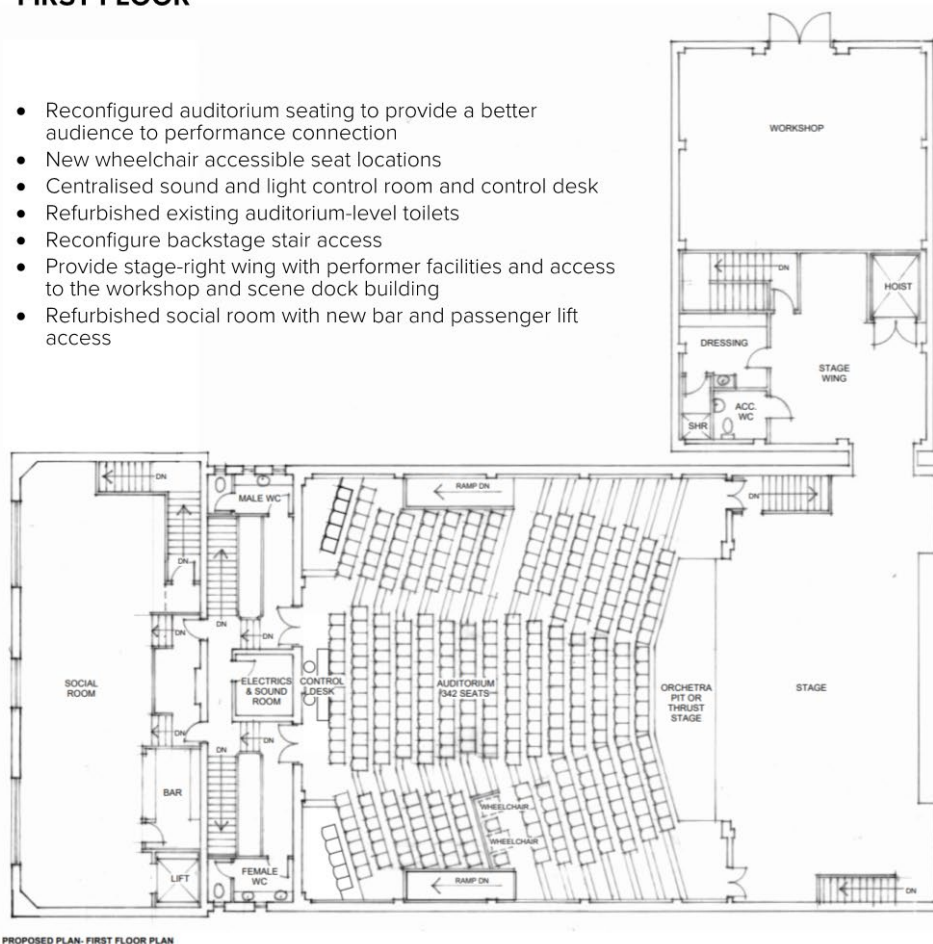 FIRST FLOOR
• Reconfigured auditorium seating to provide a better
audience to performance connection
• New wheelchair accessible seat locations
• Centralised sound and light control room and control desk
• Refurbished existing auditorium-level toilets
• Reconfigure backstage stair access
• Provide stage-right wing with performer facilities and access
to the workshop and scene dock building
• Refurbished social room with new bar and passenger lift
access
WORKSHOP
DN
HOIST
DRESSING
STAGE
WING
ACC.
WC
SHR
DN
MALE WC
RAMP DN
DN
DN
DN
DN
DN
SOCIAL
ROOM
ELECTRICS
& SOUND
ROOM
CONTROL
DESK
AUDITORIUM
342 SEATS
ORCHETRA
PIT OR
THRUST
STAGE
STAGE
DN
DN
DN
BAR
WHEELCHAIR
WHEELCHAIR
LIFT
FEMALE
WC
RAMP DN
DN
PROPOSED PLAN- FIRST FLOOR PLAN